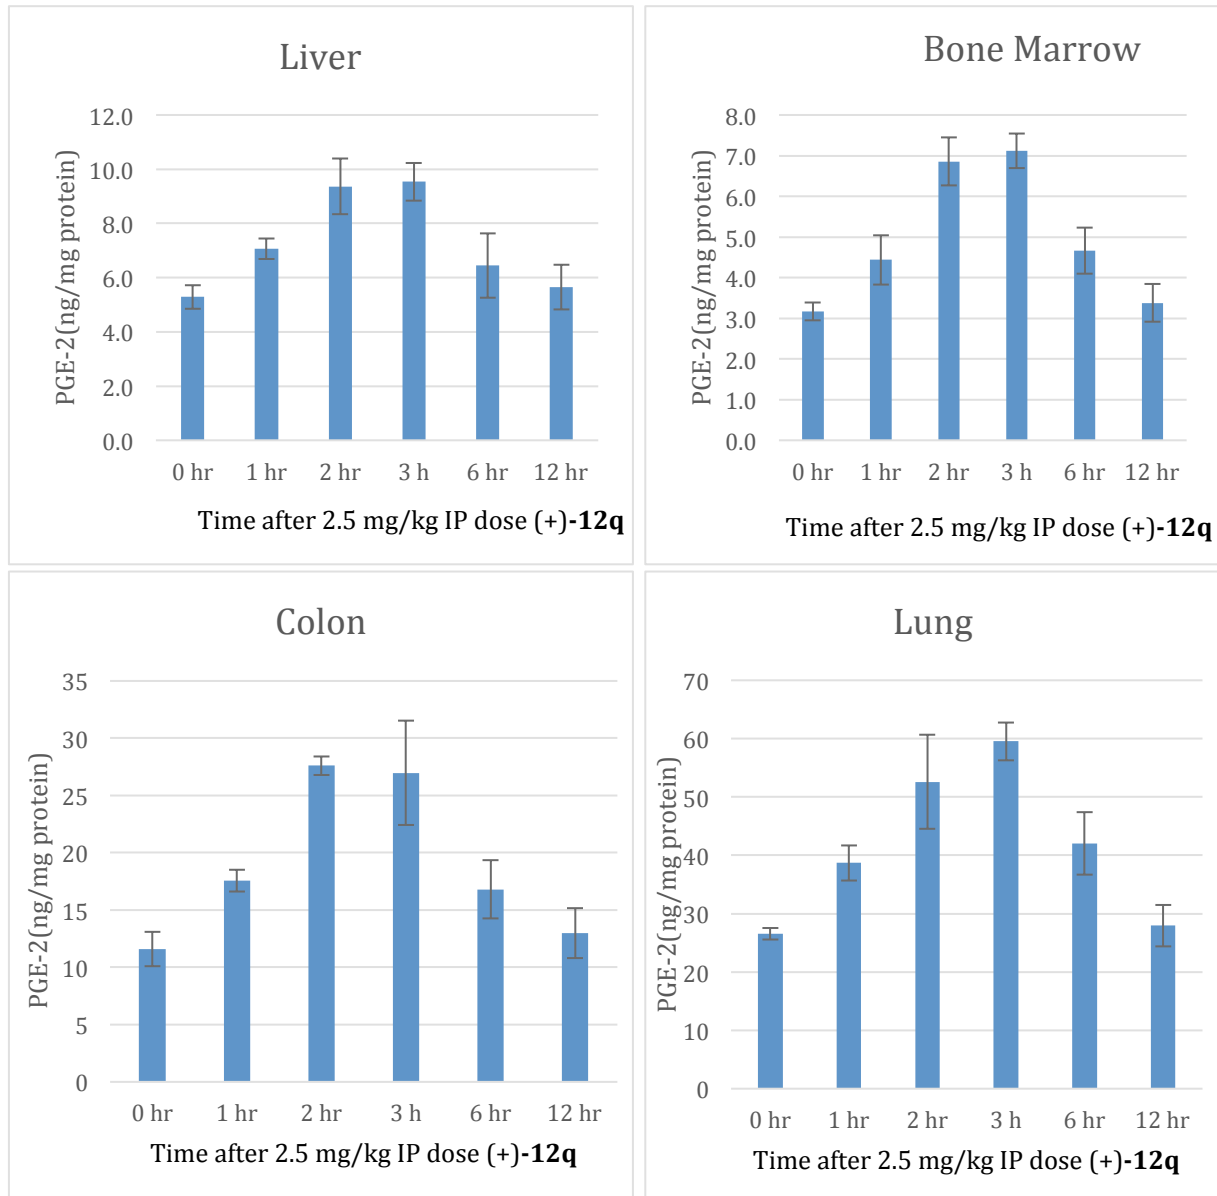 Liver
PGE-2(ng/mg protein)
12.0
10.0
8.0
6.0
4.0
2.0
0.0
0 hr 1 hr 2 hr 3 h 6 hr 12 hr
Time after 2.5 mg/kg IP dose (+)-12q
Bone Marrow
PGE-2(ng/mg protein)
8.0
7.0
6.0
5.0
4.0
3.0
2.0
1.0
0.0
0 hr 1 hr 2 hr 3 h 6 hr 12 hr
Time after 2.5 mg/kg IP dose (+)-12q
Colon
PGE-2(ng/mg protein)
35
30
25
20
15
10
5
0
0 hr 1 hr 2 hr 3 h 6 hr 12 hr
Time after 2.5 mg/kg IP dose (+)-12q
Lung
PGE-2(ng/mg protein)
70
60
50
40
30
20
10
0
0 hr 1 hr 2 hr 3 h 6 hr 12 hr
Time after 2.5 mg/kg IP dose (+)-12q